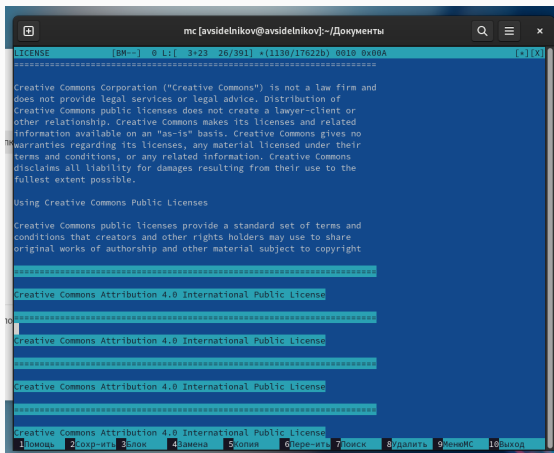 mc [avsidelnikov@avsidelnikov]:~/Документы
LICENSE [BM--] 0 L:[ 3+23 26/391] *(1130/17622b) 0010 0x00A [*][X]
=======================================================================
Creative Commons Corporation ("Creative Commons") is not a law firm and
does not provide legal services or legal advice. Distribution of
Creative Commons public licenses does not create a lawyer-client or
other relationship. Creative Commons makes its licenses and related
information available on an "as-is" basis. Creative Commons gives no
warranties regarding its licenses, any material licensed under their
terms and conditions, or any related information. Creative Commons
disclaims all liability for damages resulting from their use to the
fullest extent possible.
Using Creative Commons Public Licenses
Creative Commons public licenses provide a standard set of terms and
conditions that creators and other rights holders may use to share
original works of authorship and other material subject to copyright
=======================================================================
Creative Commons Attribution 4.0 International Public License
=======================================================================
Creative Commons Attribution 4.0 International Public License
=======================================================================
Creative Commons Attribution 4.0 International Public License
=======================================================================
Creative Commons Attribution 4.0 International Public License
1Помощь 2Сохр-ить 3Блок 4Замена 5Копия 6Пере-ить 7Поиск 8Удалить 9МенюMC 10Выход